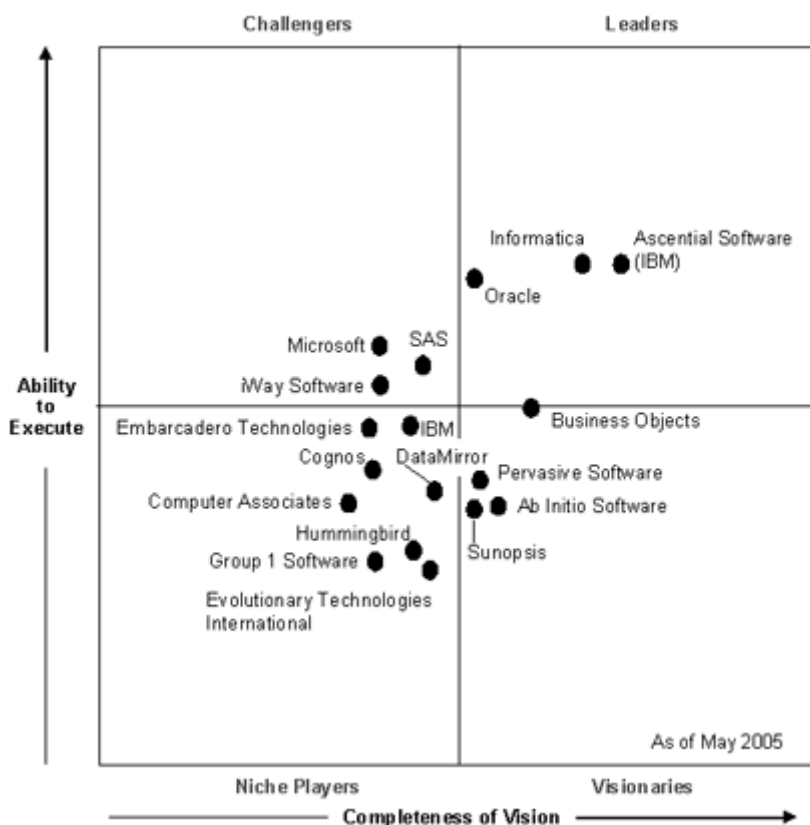 Challengers
Leaders
Informatica
Ascential Software
(IBM)
Oracle
Microsoft
SAS
iWay Software
Ability
to
Execute
Business Objects
Embarcadero Technologies
IBM
Cognos
DataMirror
Pervasive Software
Computer Associates
Ab Initio Software
Hummingbird
Sunopsis
Group 1 Software
Evolutionary Technologies
International
As of May 2005
Niche Players
Visionaries
Completeness of Vision